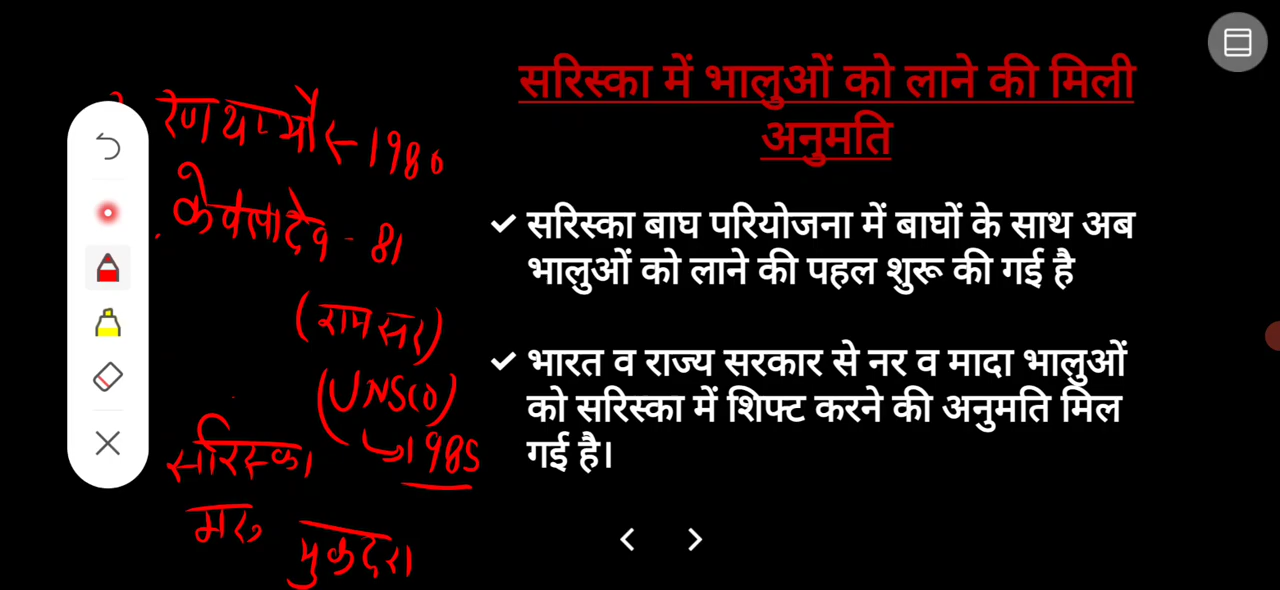 सरिस्का में भालुओं को लाने की मिली
अनुमति
सरिस्का बाघ परियोजना में बाघों के साथ अब
भालुओं को लाने की पहल शुरू की गई है
भारत व राज्य सरकार से नर व मादा भालुओं
को सरिस्का में शिफ्ट करने की अनुमति मिल
गई है।
1980
केवलादेव - 81
(रामसर)
(UNSCO)
1985
सरिस्का
मरु
मुकंदरा